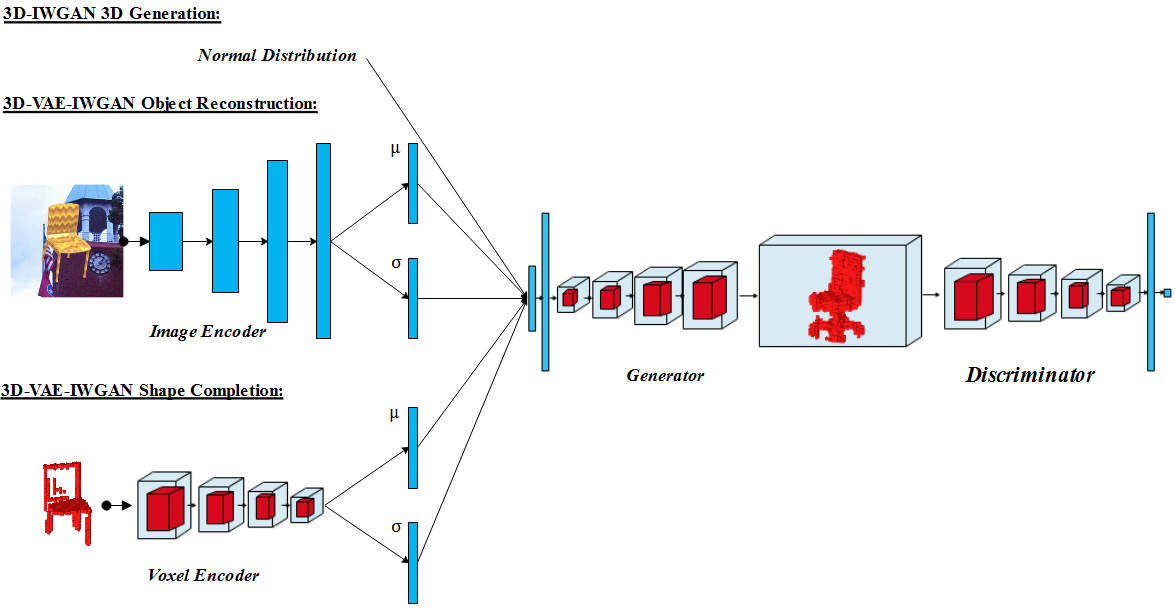 3D-IWGAN 3D Generation:
Normal Distribution
3D-VAE-IWGAN Object Reconstruction:
μ
σ
Image Encoder
Generator
Discriminator
3D-VAE-IWGAN Shape Completion:
μ
σ
Voxel Encoder